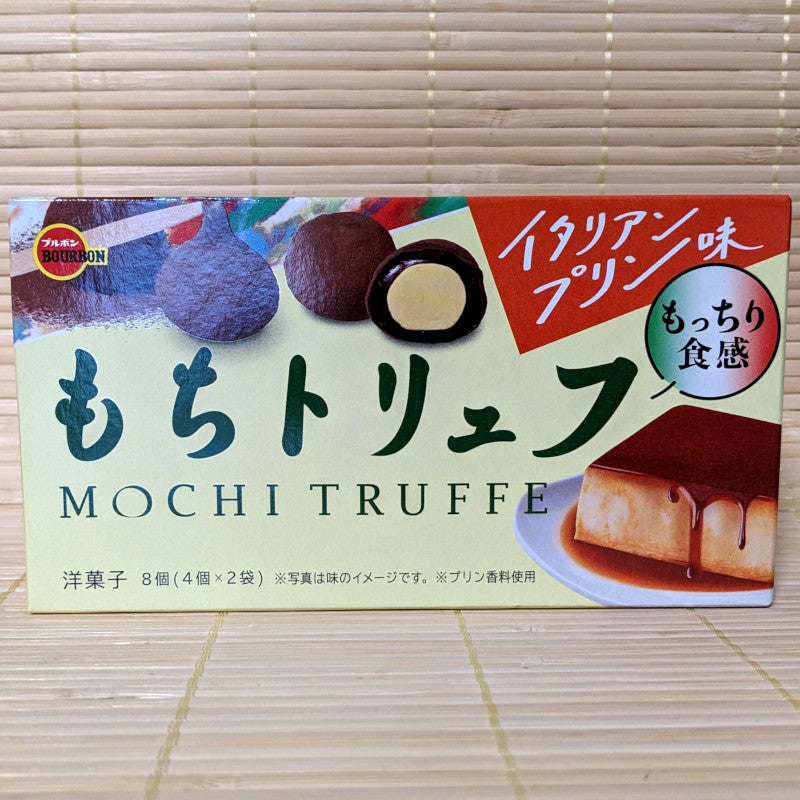 ブルボン
BOURBON
イタリアン
プリン味
もっちり
食感
もちトリュフ
MOCHI TRUFFE
洋菓子 8個(4個×2袋) ※写真は味のイメージです。※プリン香料使用